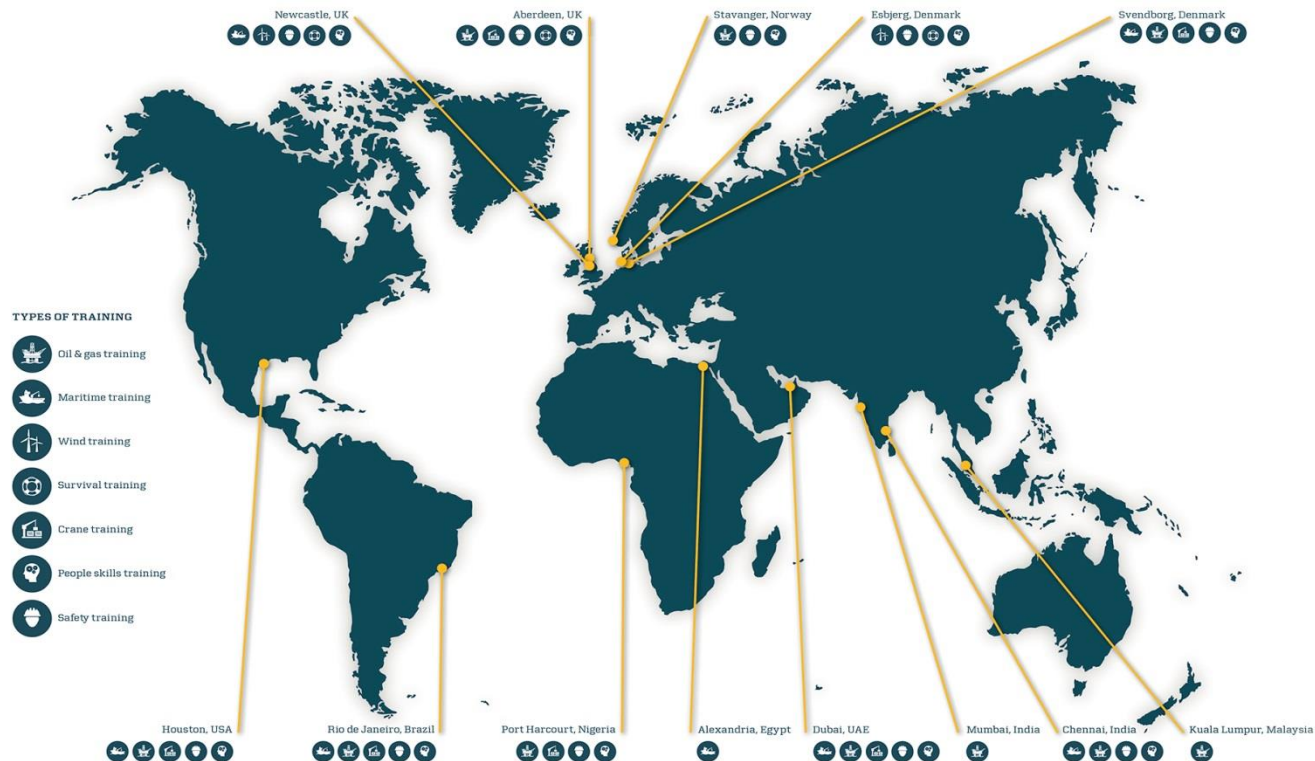 Newcastle, UK
Aberdeen, UK
Stavanger, Norway
Esbjerg, Denmark
Svendborg, Denmark
TYPES OF TRAINING
Oil & gas training
Maritime training
Wind training
Survival training
Crane training
People skills training
Safety training
Houston, USA
Rio de Janeiro, Brazil
Port Harcourt, Nigeria
Alexandria, Egypt
Dubai, UAE
Mumbai, India
Chennai, India
Kuala Lumpur, Malaysia